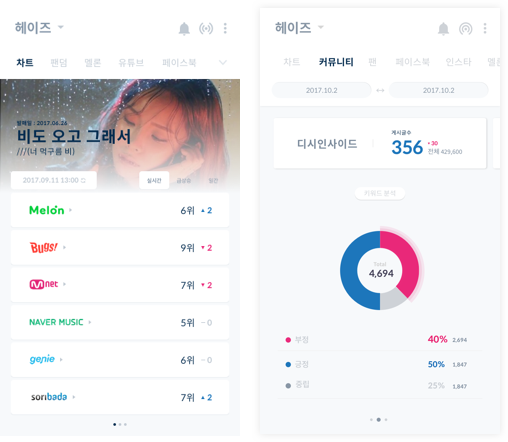 헤이즈
차트 팬덤 멜론 유튜브 페이스북
발매일 : 2017.06.26
비도 오고 그래서
///(너 먹구름 비)
2017.09.11 13:00
실시간 급상승 일간
Melon 6위 2
Bugs! 9위 2
Mnet 7위 2
NAVER MUSIC 5위 0
genie 6위 0
soribada 7위 2
헤이즈
차트 커뮤니티 팬 페이스북 인스타 멜론
2017.10.2 2017.10.2
디시인사이드
게시글수
356 30
전체 429,600
키워드 분석
Total
4,694
부정 40% 2,694
긍정 50% 1,847
중립 25% 1,847